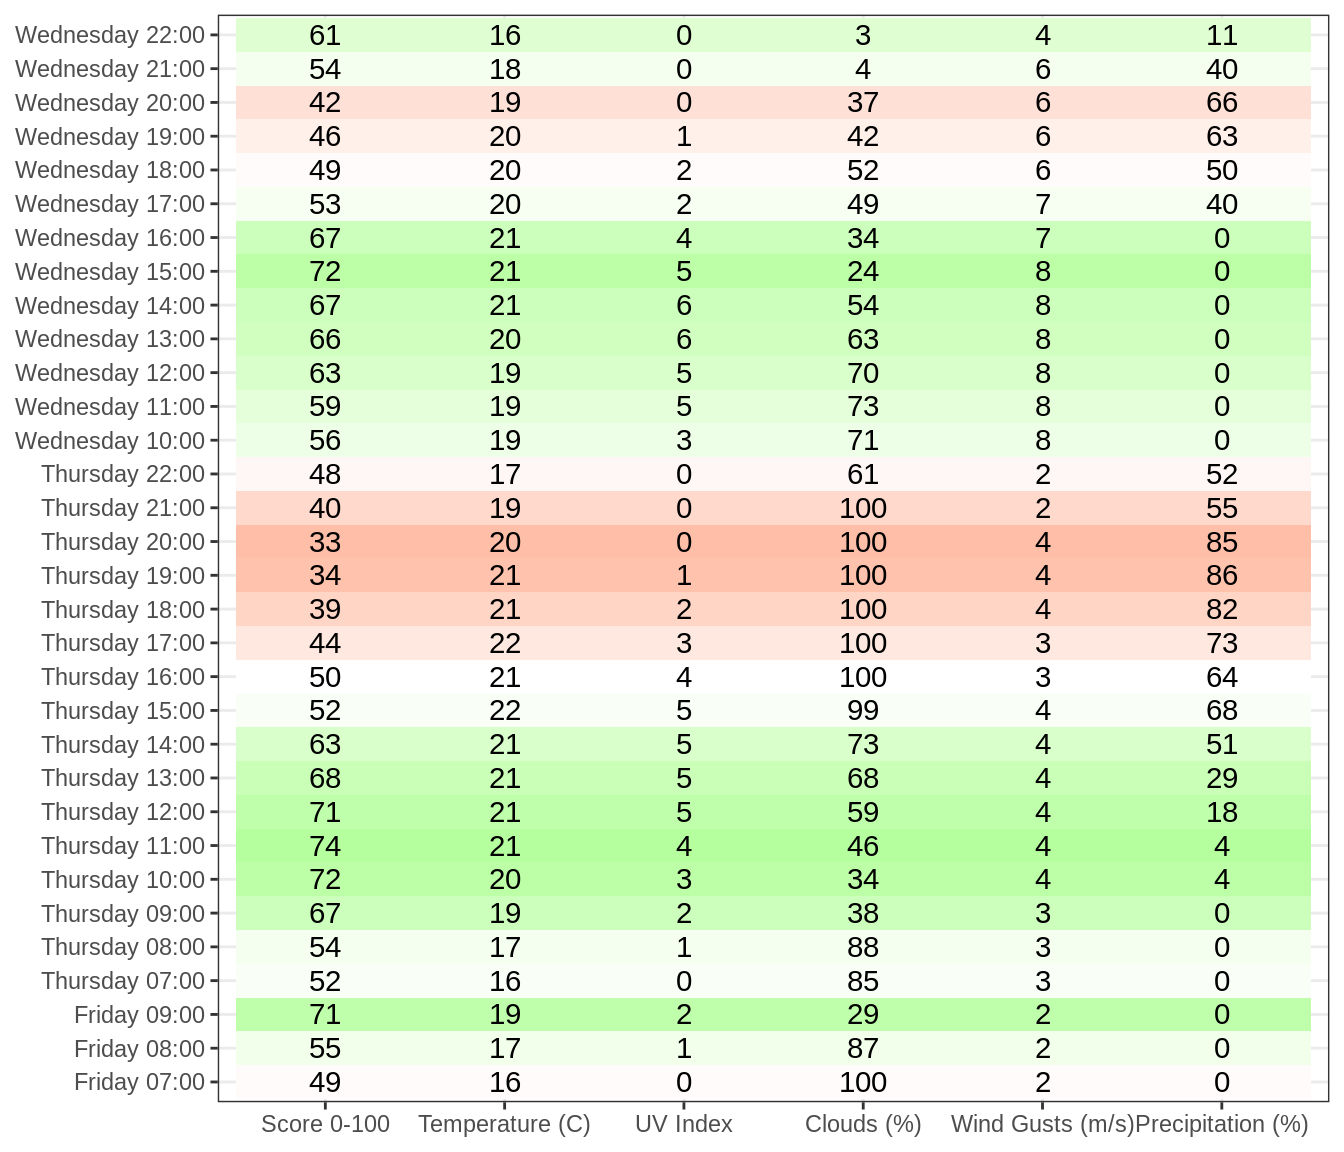 Wednesday 22:00 61 16 0 3 4 11
Wednesday 21:00 54 18 0 4 6 40
Wednesday 20:00 42 19 0 37 6 66
Wednesday 19:00 46 20 1 42 6 63
Wednesday 18:00 49 20 2 52 6 50
Wednesday 17:00 53 20 2 49 7 40
Wednesday 16:00 67 21 4 34 7 0
Wednesday 15:00 72 21 5 24 8 0
Wednesday 14:00 67 21 6 54 8 0
Wednesday 13:00 66 20 6 63 8 0
Wednesday 12:00 63 19 5 70 8 0
Wednesday 11:00 59 19 5 73 8 0
Wednesday 10:00 56 19 3 71 8 0
Thursday 22:00 48 17 0 61 2 52
Thursday 21:00 40 19 0 100 2 55
Thursday 20:00 33 20 0 100 4 85
Thursday 19:00 34 21 1 100 4 86
Thursday 18:00 39 21 2 100 4 82
Thursday 17:00 44 22 3 100 3 73
Thursday 16:00 50 21 4 100 3 64
Thursday 15:00 52 22 5 99 4 68
Thursday 14:00 63 21 5 73 4 51
Thursday 13:00 68 21 5 68 4 29
Thursday 12:00 71 21 5 59 4 18
Thursday 11:00 74 21 4 46 4 4
Thursday 10:00 72 20 3 34 4 4
Thursday 09:00 67 19 2 38 3 0
Thursday 08:00 54 17 1 88 3 0
Thursday 07:00 52 16 0 85 3 0
Friday 09:00 71 19 2 29 2 0
Friday 08:00 55 17 1 87 2 0
Friday 07:00 49 16 0 100 2 0
Score 0-100 Temperature (C) UV Index Clouds (%) Wind Gusts (m/s) Precipitation (%)